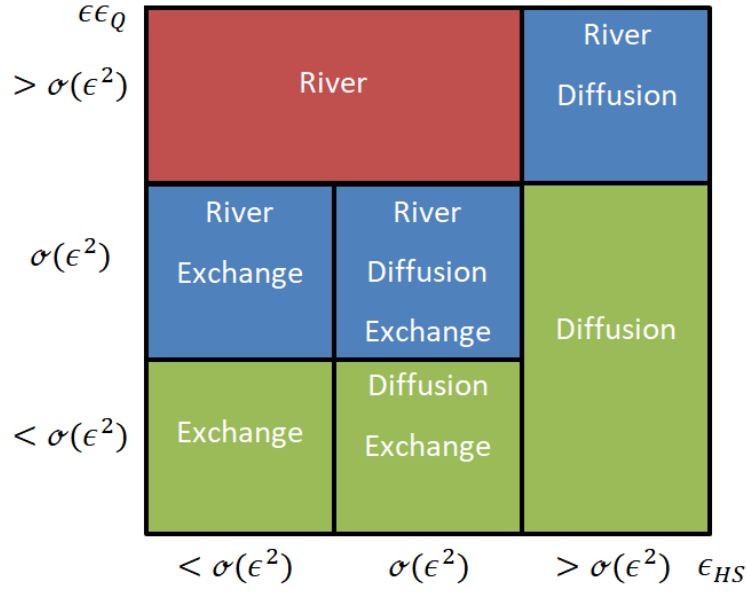 ϵϵ_Q
> 𝒪(ϵ²)
River
River
Diffusion
𝒪(ϵ²)
River
Exchange
River
Diffusion
Exchange
Diffusion
< 𝒪(ϵ²)
Exchange
Diffusion
Exchange
< 𝒪(ϵ²) 𝒪(ϵ²) > 𝒪(ϵ²) ϵ_HS